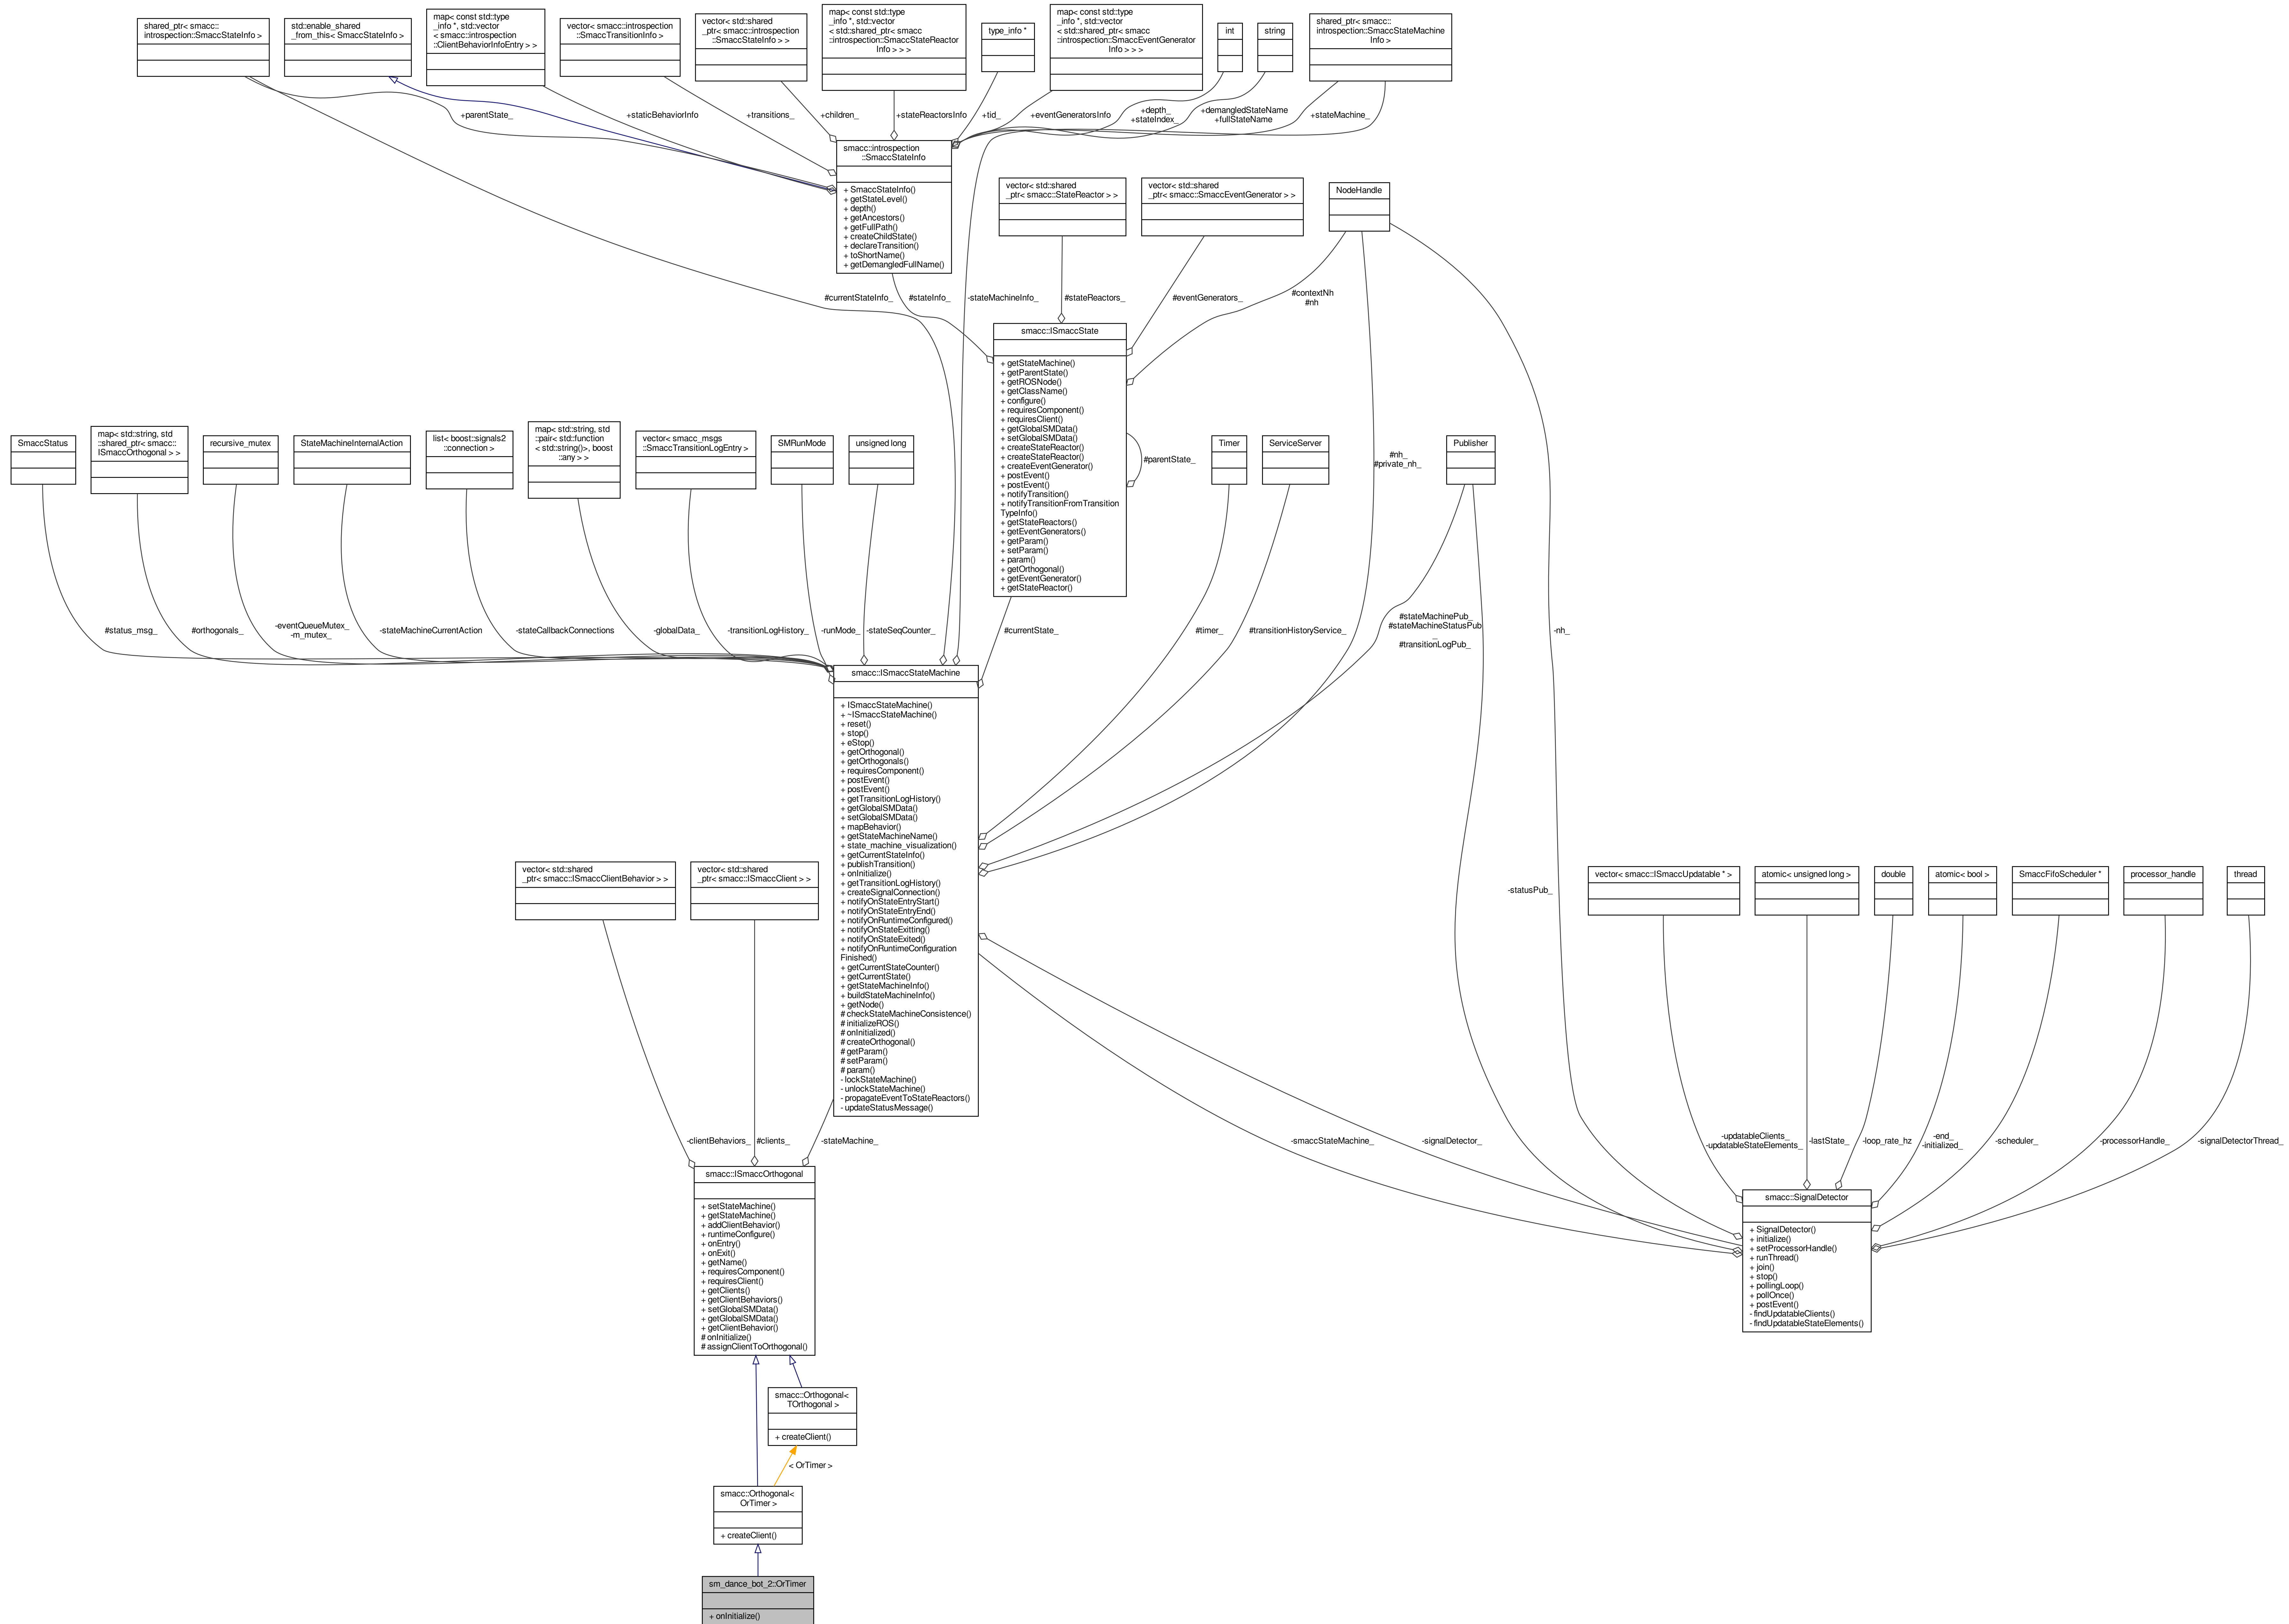 shared_ptr< smacc::
introspection::SmaccStateInfo >
std::enable_shared
_from_this< SmaccStateInfo >
map< const std::type
_info *, std::vector
< smacc::introspection
::ClientBehaviorInfoEntry > >
vector< smacc::introspection
::SmaccTransitionInfo >
vector< std::shared
_ptr< smacc::introspection
::SmaccStateInfo > >
map< const std::type
_info *, std::vector
< std::shared_ptr< smacc
::introspection::SmaccStateReactor
Info > > >
type_info *
map< const std::type
_info *, std::vector
< std::shared_ptr< smacc
::introspection::SmaccEventGenerator
Info > > >
int
string
shared_ptr< smacc::
introspection::SmaccStateMachine
Info >
+parentState_
+staticBehaviorInfo
+transitions_
+children_
+stateReactorsInfo
+tid_
+eventGeneratorsInfo
+depth_
+stateIndex_
+demangledStateName
+fullStateName
+stateMachine_
smacc::introspection
::SmaccStateInfo
+ SmaccStateInfo()
+ getStateLevel()
+ depth()
+ getAncestors()
+ getFullPath()
+ createChildState()
+ declareTransition()
+ toShortName()
+ getDemangledFullName()
vector< std::shared
_ptr< smacc::StateReactor > >
vector< std::shared
_ptr< smacc::SmaccEventGenerator > >
NodeHandle
#currentStateInfo_
#stateInfo_
-stateMachineInfo_
#stateReactors_
#eventGenerators_
#contextNh
#nh
smacc::ISmaccState
+ getStateMachine()
+ getParentState()
+ getROSNode()
+ getClassName()
+ configure()
+ requiresComponent()
+ requiresClient()
+ getGlobalSMData()
+ setGlobalSMData()
+ createStateReactor()
+ createStateReactor()
+ createEventGenerator()
+ postEvent()
+ postEvent()
+ notifyTransition()
+ notifyTransitionFromTransition
TypeInfo()
+ getStateReactors()
+ getEventGenerators()
+ getParam()
+ setParam()
+ param()
+ getOrthogonal()
+ getEventGenerator()
+ getStateReactor()
#parentState_
SmaccStatus
map< std::string, std
::shared_ptr< smacc::
ISmaccOrthogonal > >
recursive_mutex
StateMachineInternalAction
list< boost::signals2
::connection >
map< std::string, std
::pair< std::function
< std::string()>, boost
::any > >
vector< smacc_msgs
::SmaccTransitionLogEntry >
SMRunMode
unsigned long
Timer
ServiceServer
Publisher
#nh_
#private_nh_
#status_msg_
#orthogonals_
-eventQueueMutex_
-m_mutex_
-stateMachineCurrentAction
-stateCallbackConnections
-globalData_
-transitionLogHistory_
-runMode_
-stateSeqCounter_
#currentState_
#timer_
#transitionHistoryService_
#stateMachinePub_
#stateMachineStatusPub
_
#transitionLogPub_
-nh_
smacc::ISmaccStateMachine
+ ISmaccStateMachine()
+ ~ISmaccStateMachine()
+ reset()
+ stop()
+ eStop()
+ getOrthogonal()
+ getOrthogonals()
+ requiresComponent()
+ postEvent()
+ postEvent()
+ getTransitionLogHistory()
+ getGlobalSMData()
+ setGlobalSMData()
+ mapBehavior()
+ getStateMachineName()
+ state_machine_visualization()
+ getCurrentStateInfo()
+ publishTransition()
+ onInitialize()
+ getTransitionLogHistory()
+ createSignalConnection()
+ notifyOnStateEntryStart()
+ notifyOnStateEntryEnd()
+ notifyOnRuntimeConfigured()
+ notifyOnStateExitting()
+ notifyOnStateExited()
+ notifyOnRuntimeConfiguration
Finished()
+ getCurrentStateCounter()
+ getCurrentState()
+ getStateMachineInfo()
+ buildStateMachineInfo()
+ getNode()
# checkStateMachineConsistence()
# initializeROS()
# onInitialized()
# createOrthogonal()
# getParam()
# setParam()
# param()
- lockStateMachine()
- unlockStateMachine()
- propagateEventToStateReactors()
- updateStatusMessage()
vector< std::shared
_ptr< smacc::ISmaccClientBehavior > >
vector< std::shared
_ptr< smacc::ISmaccClient > >
-statusPub_
vector< smacc::ISmaccUpdatable * >
atomic< unsigned long >
double
atomic< bool >
SmaccFifoScheduler *
processor_handle
thread
-clientBehaviors_
#clients_
-stateMachine_
-smaccStateMachine_
-signalDetector_
-updatableClients_
-updatableStateElements_
-lastState_
-loop_rate_hz
-end_
-initialized_
-scheduler_
-processorHandle_
-signalDetectorThread_
smacc::ISmaccOrthogonal
+ setStateMachine()
+ getStateMachine()
+ addClientBehavior()
+ runtimeConfigure()
+ onEntry()
+ onExit()
+ getName()
+ requiresComponent()
+ requiresClient()
+ getClients()
+ getClientBehaviors()
+ setGlobalSMData()
+ getGlobalSMData()
+ getClientBehavior()
# onInitialize()
# assignClientToOrthogonal()
smacc::SignalDetector
+ SignalDetector()
+ initialize()
+ setProcessorHandle()
+ runThread()
+ join()
+ stop()
+ pollingLoop()
+ pollOnce()
+ postEvent()
- findUpdatableClients()
- findUpdatableStateElements()
smacc::Orthogonal<
TOrthogonal >
+ createClient()
< OrTimer >
smacc::Orthogonal<
OrTimer >
+ createClient()
sm_dance_bot_2::OrTimer
+ onInitialize()